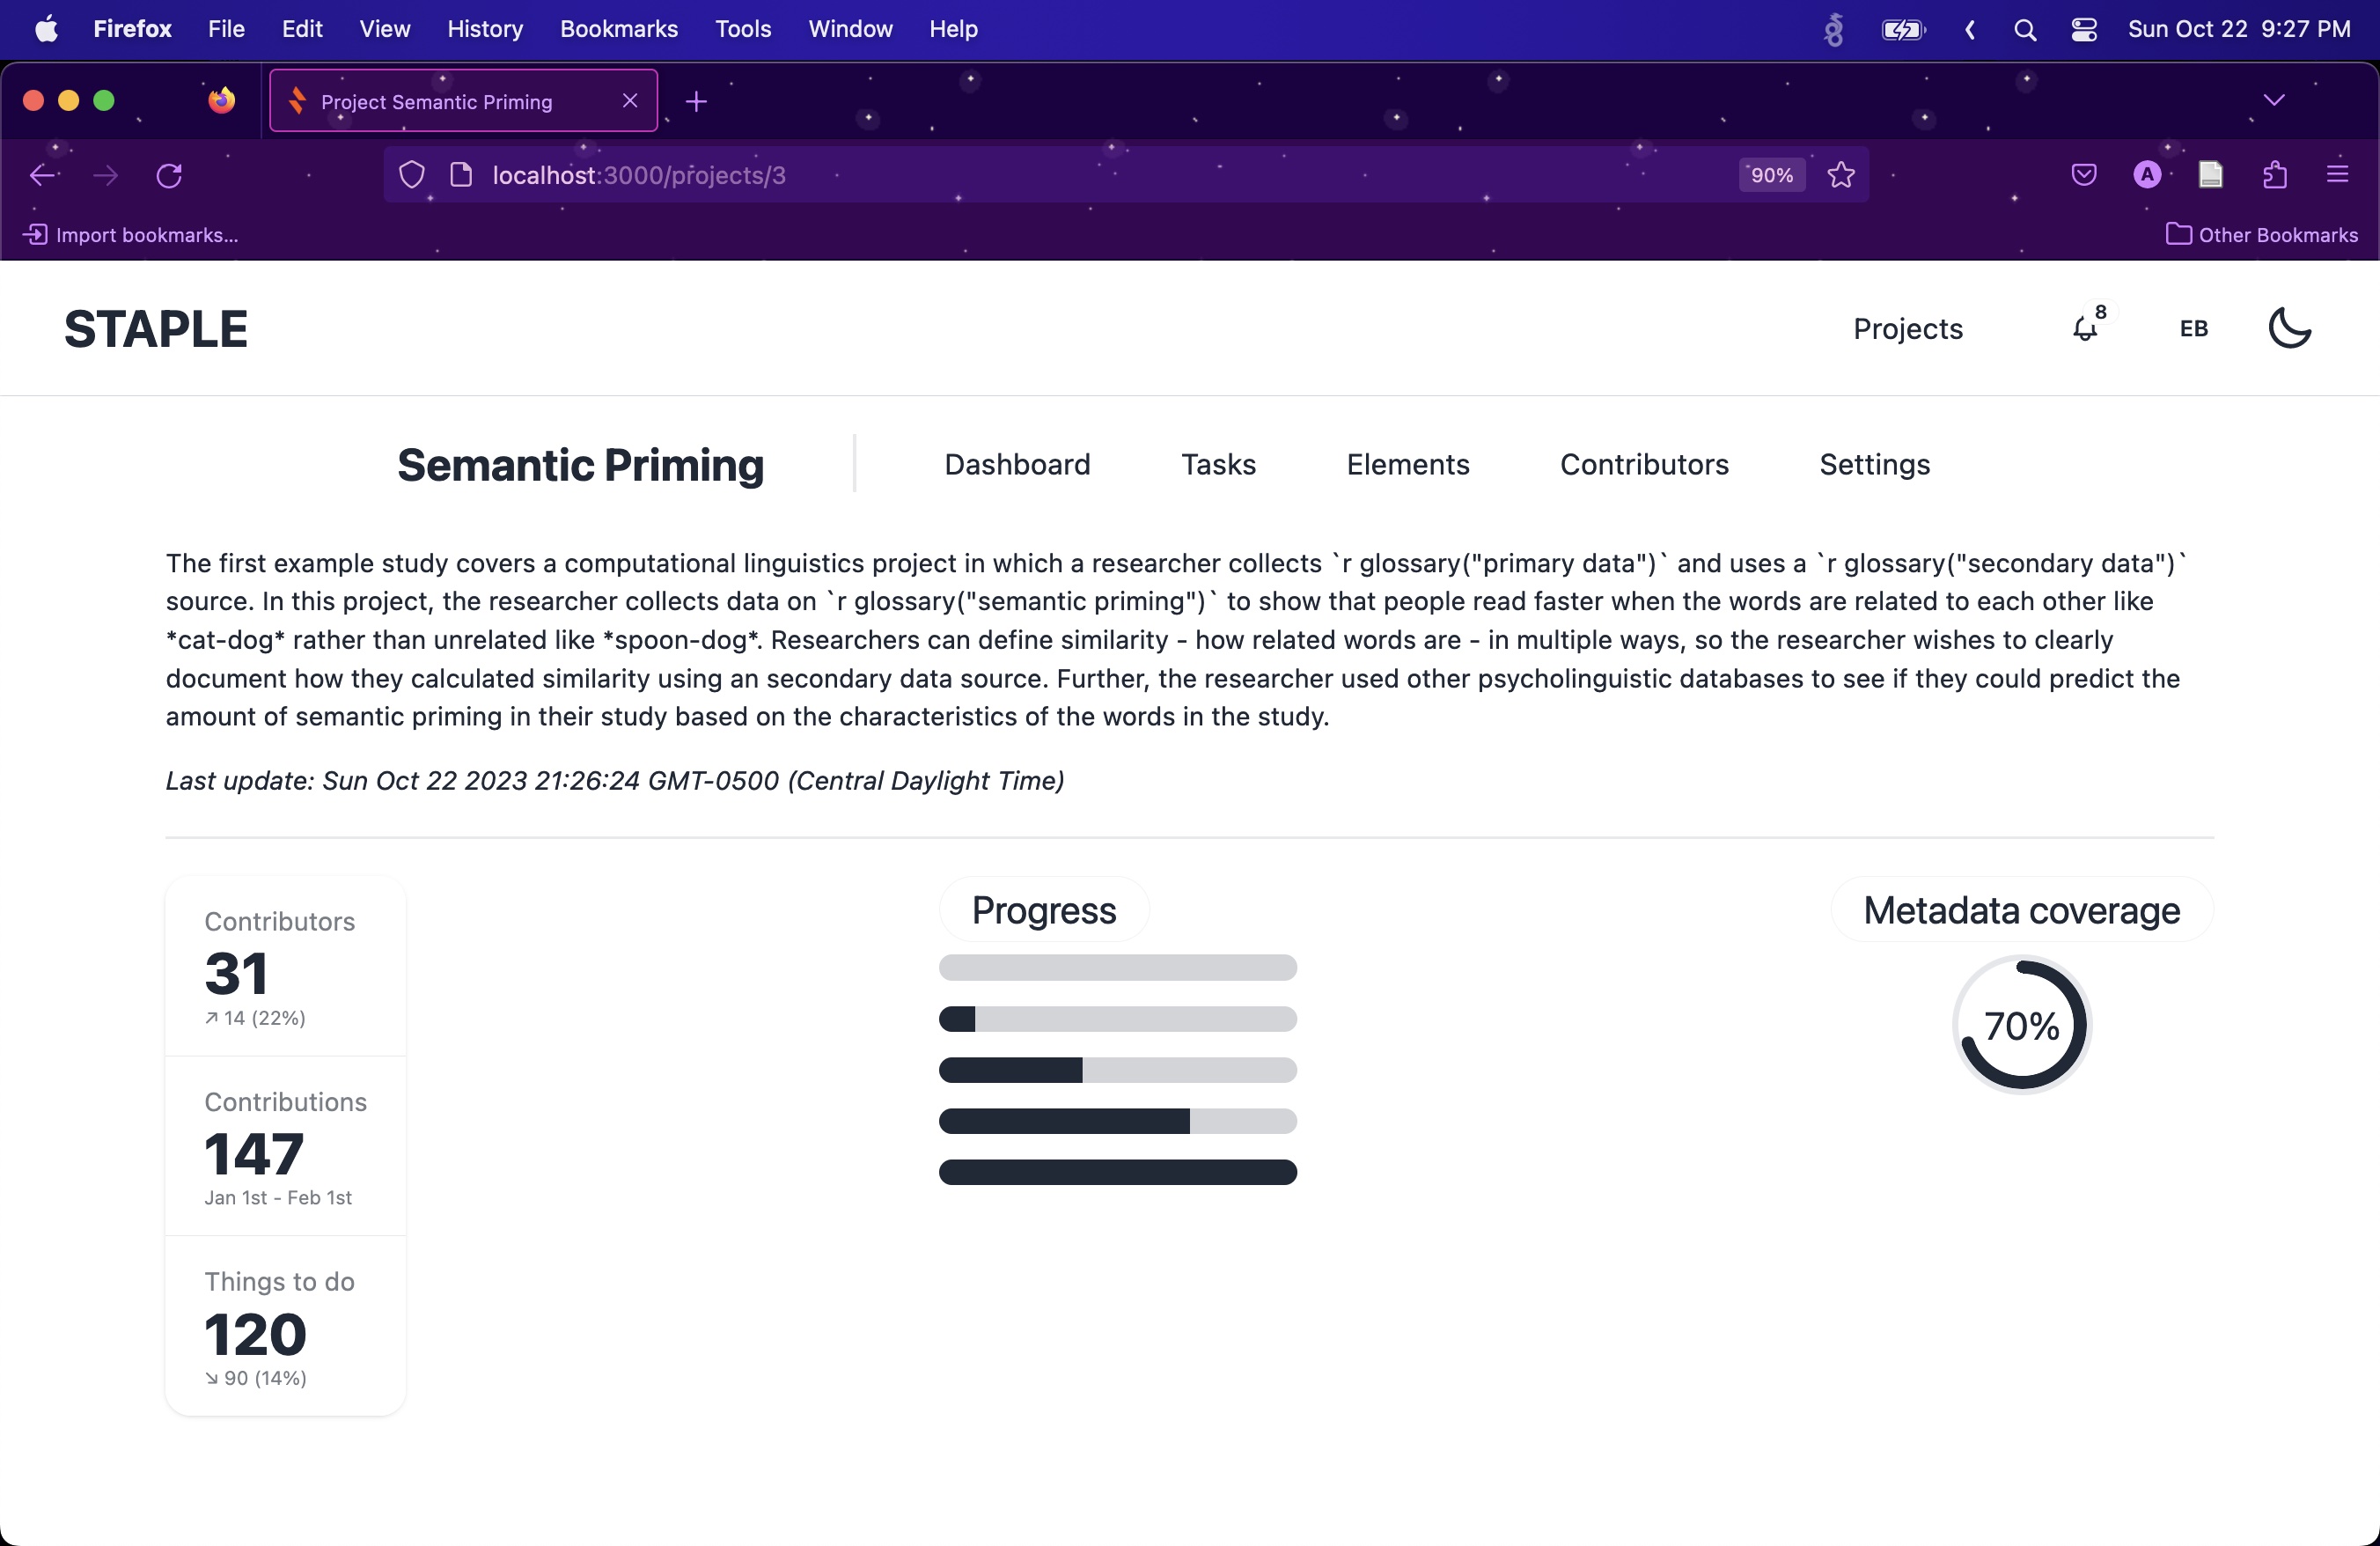 Firefox File Edit View History Bookmarks Tools Window Help Sun Oct 22 9:27 PM
Project Semantic Priming
localhost:3000/projects/3 90% A
Import bookmarks... Other Bookmarks
STAPLE Projects 8 EB
Semantic Priming Dashboard Tasks Elements Contributors Settings
The first example study covers a computational linguistics project in which a researcher collects `r glossary("primary data")` and uses a `r glossary("secondary data")`
source. In this project, the researcher collects data on `r glossary("semantic priming")` to show that people read faster when the words are related to each other like
*cat-dog* rather than unrelated like *spoon-dog*. Researchers can define similarity - how related words are - in multiple ways, so the researcher wishes to clearly
document how they calculated similarity using an secondary data source. Further, the researcher used other psycholinguistic databases to see if they could predict the
amount of semantic priming in their study based on the characteristics of the words in the study.
Last update: Sun Oct 22 2023 21:26:24 GMT-0500 (Central Daylight Time)
Contributors
31
↗ 14 (22%)
Contributions
147
Jan 1st - Feb 1st
Things to do
120
↘ 90 (14%)
Progress
Metadata coverage
70%